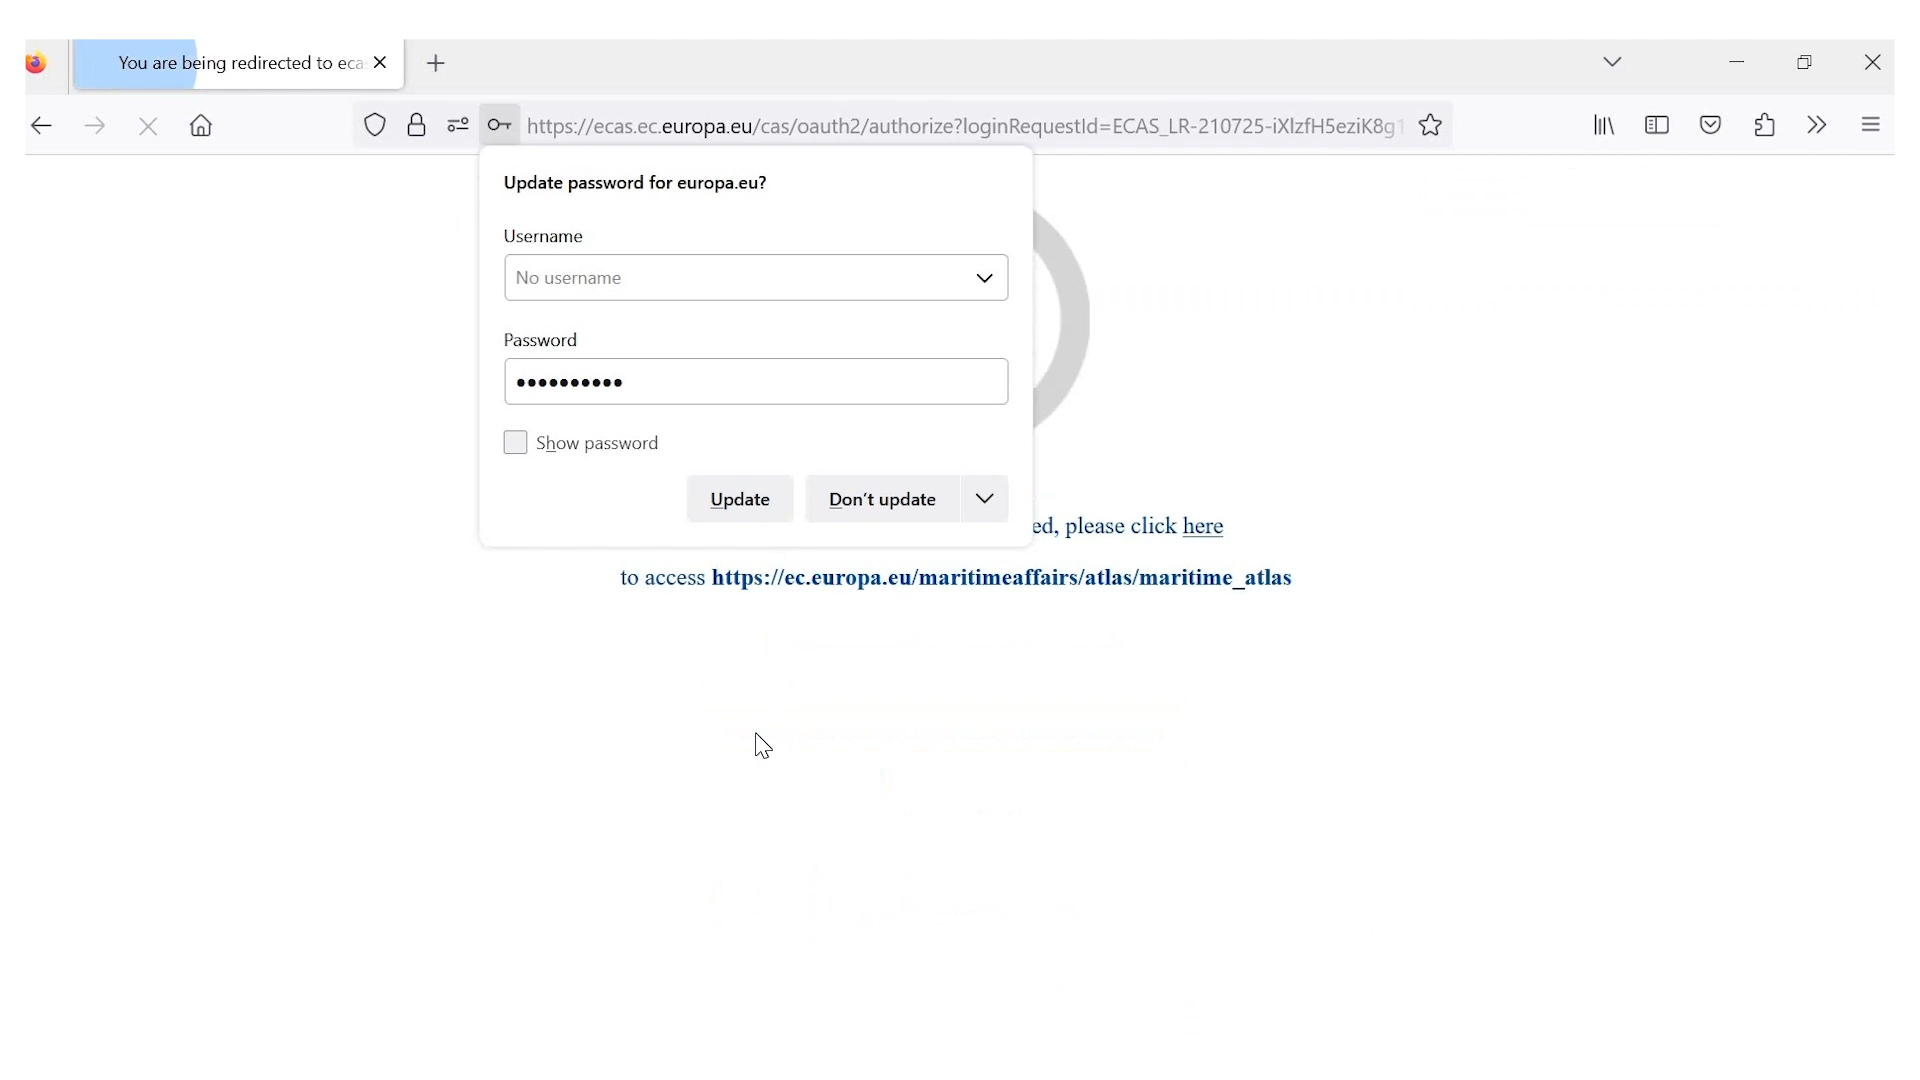 You are being redirected to eca
https://ecas.ec.europa.eu/cas/oauth2/authorize?loginRequestId=ECAS_LR-210725-iXlzfH5eziK8g1
Update password for europa.eu?
Username
No username
Password
Show password
Update
Don't update
ed, please click here
to access https://ec.europa.eu/maritimeaffairs/atlas/maritime_atlas